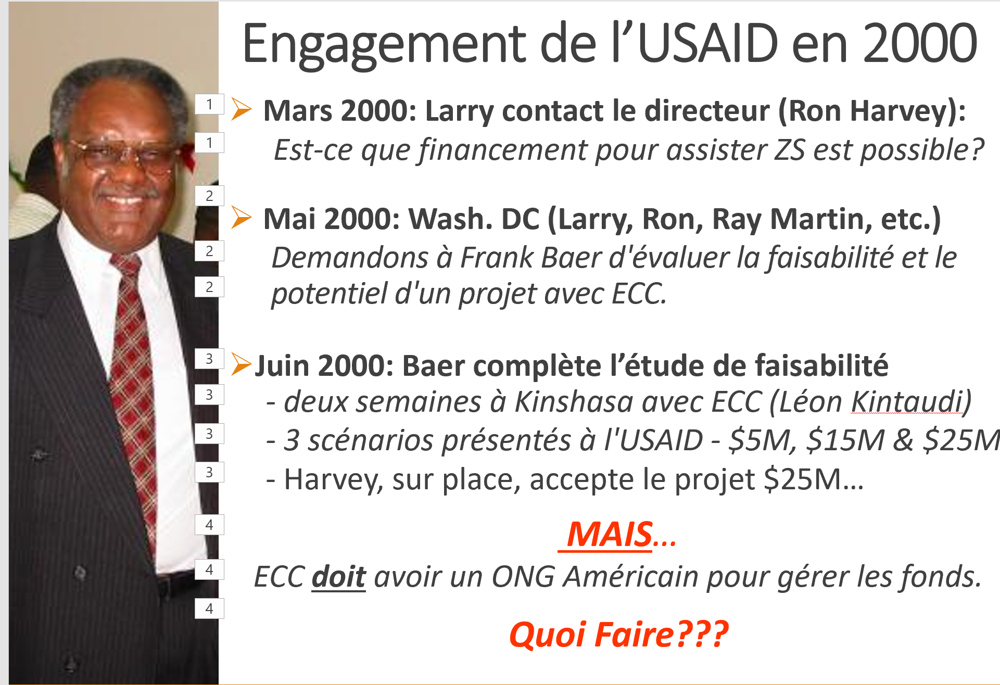 Engagement de l’USAID en 2000
1
Mars 2000: Larry contact le directeur (Ron Harvey):
1
Est-ce que financement pour assister ZS est possible?
2
Mai 2000: Wash. DC (Larry, Ron, Ray Martin, etc.)
2
Demandons à Frank Baer d'évaluer la faisabilité et le
2
potentiel d'un projet avec ECC.
3
Juin 2000: Baer complète l’étude de faisabilité
3
- deux semaines à Kinshasa avec ECC (Léon Kintaudi)
3
- 3 scénarios présentés à l'USAID - $5M, $15M & $25M
3
- Harvey, sur place, accepte le projet $25M...
4
MAIS...
4
ECC doit avoir un ONG Américain pour gérer les fonds.
4
Quoi Faire???